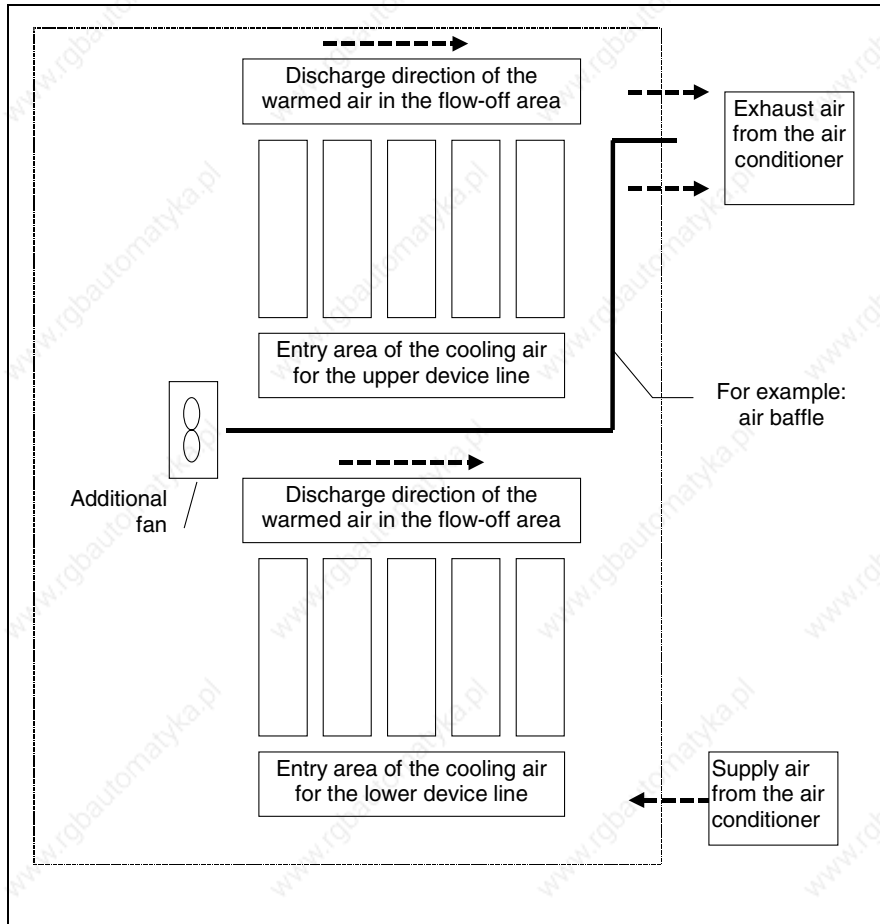 Discharge direction of the
warmed air in the flow-off area
Exhaust air
from the air
conditioner
Entry area of the cooling air
for the upper device line
For example:
air baffle
Additional
fan
Discharge direction of the
warmed air in the flow-off area
Entry area of the cooling air
for the lower device line
Supply air
from the air
conditioner
www.rgbautomatyka.pl